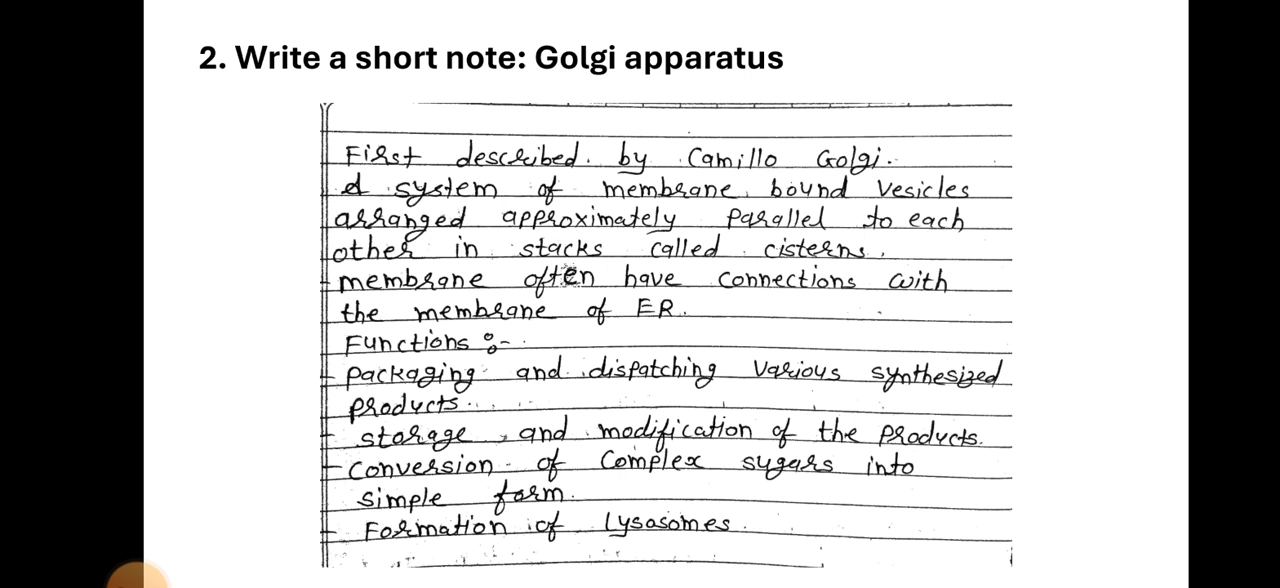 2. Write a short note: Golgi apparatus
First described by Camillo Golgi.
A system of membrane bound vesicles
arranged approximately parallel to each
other in stacks called cisterns.
- membrane often have connections with
the membrane of ER.
Functions :-
- packaging and dispatching various synthesized
products.
- storage and modification of the products.
- conversion of complex sugars into
simple form.
- Formation of Lysosomes.